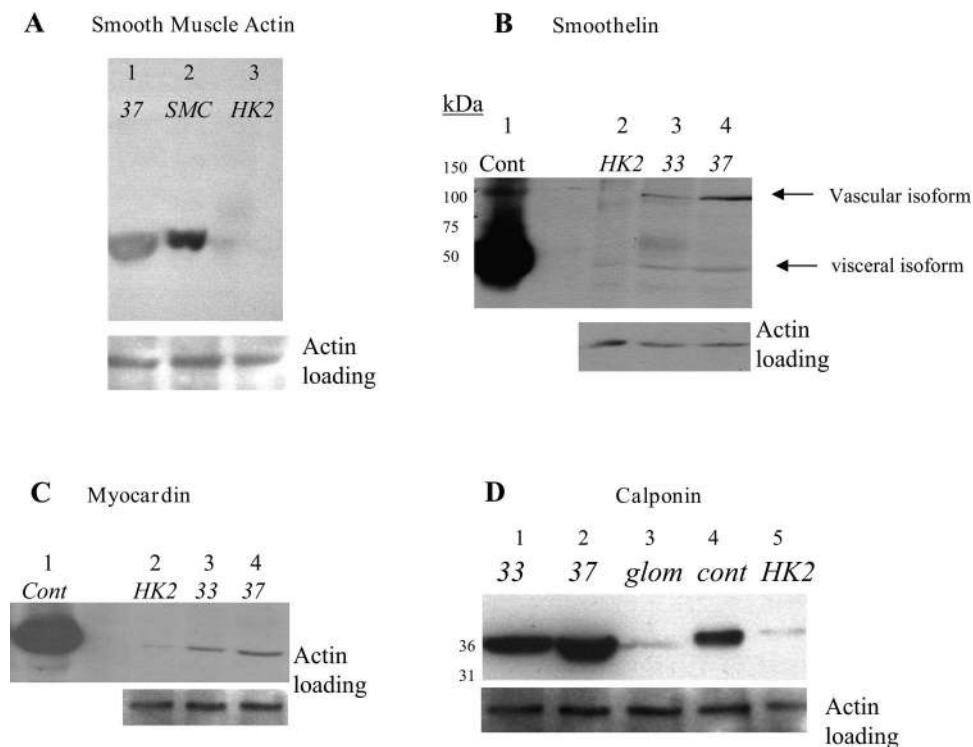 A Smooth Muscle Actin
1 2 3
37 SMC HK2
Actin
loading
B Smoothelin
kDa
1 2 3 4
Cont HK2 33 37
150
100
75
50
Vascular isoform
visceral isoform
Actin
loading
C Myocardin
1 2 3 4
Cont HK2 33 37
Actin
loading
D Calponin
1 2 3 4 5
33 37 glom cont HK2
36
31
Actin
loading